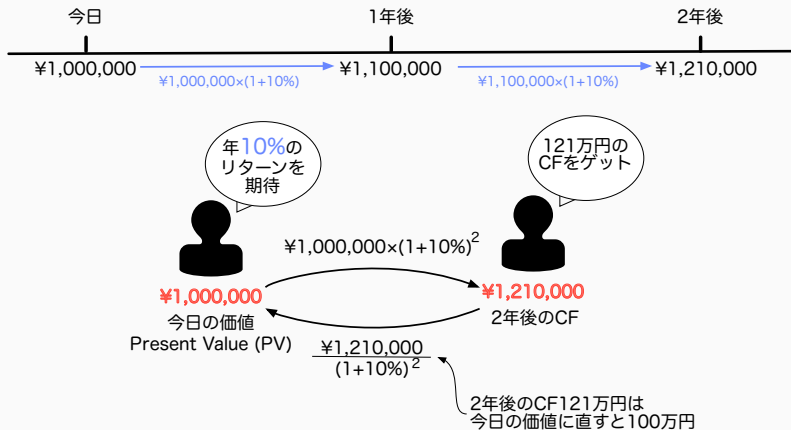 今日
1年後
2年後
¥1,000,000
¥1,000,000×(1+10%)
¥1,100,000
¥1,100,000×(1+10%)
¥1,210,000
年10%の
リターンを
期待
121万円の
CFをゲット
¥1,000,000×(1+10%)²
¥1,000,000
今日の価値
Present Value (PV)
¥1,210,000
2年後のCF
¥1,210,000
(1+10%)²
2年後のCF121万円は
今日の価値に直すと100万円